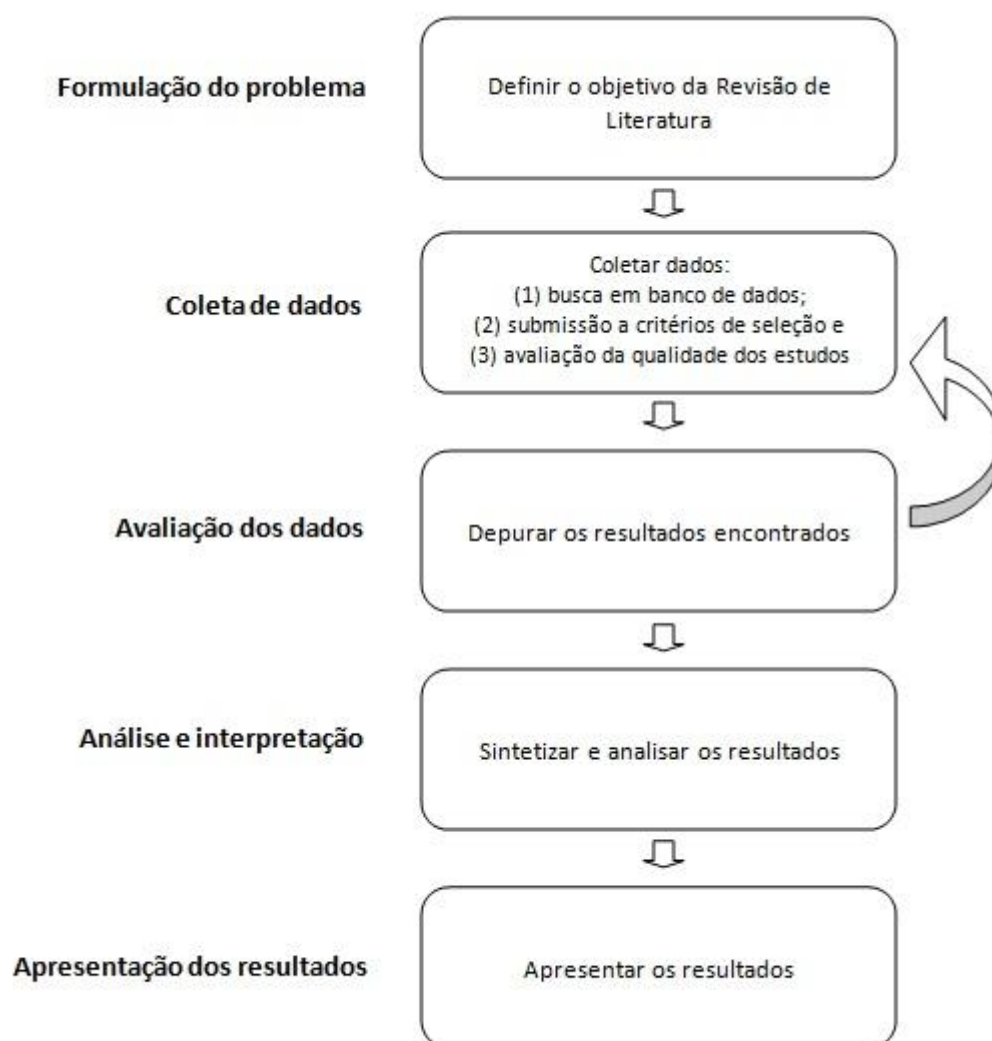 Formulação do problema
Definir o objetivo da Revisão de
Literatura
Coleta de dados
Coletar dados:
(1) busca em banco de dados;
(2) submissão a critérios de seleção e
(3) avaliação da qualidade dos estudos
Avaliação dos dados
Depurar os resultados encontrados
Análise e interpretação
Sintetizar e analisar os resultados
Apresentação dos resultados
Apresentar os resultados